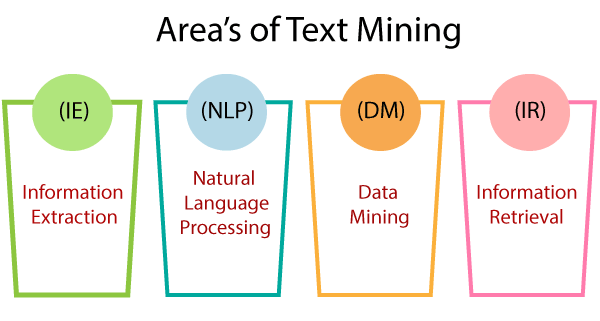 Area's of Text Mining
(IE)
Information
Extraction
(NLP)
Natural
Language
Processing
(DM)
Data
Mining
(IR)
Information
Retrieval